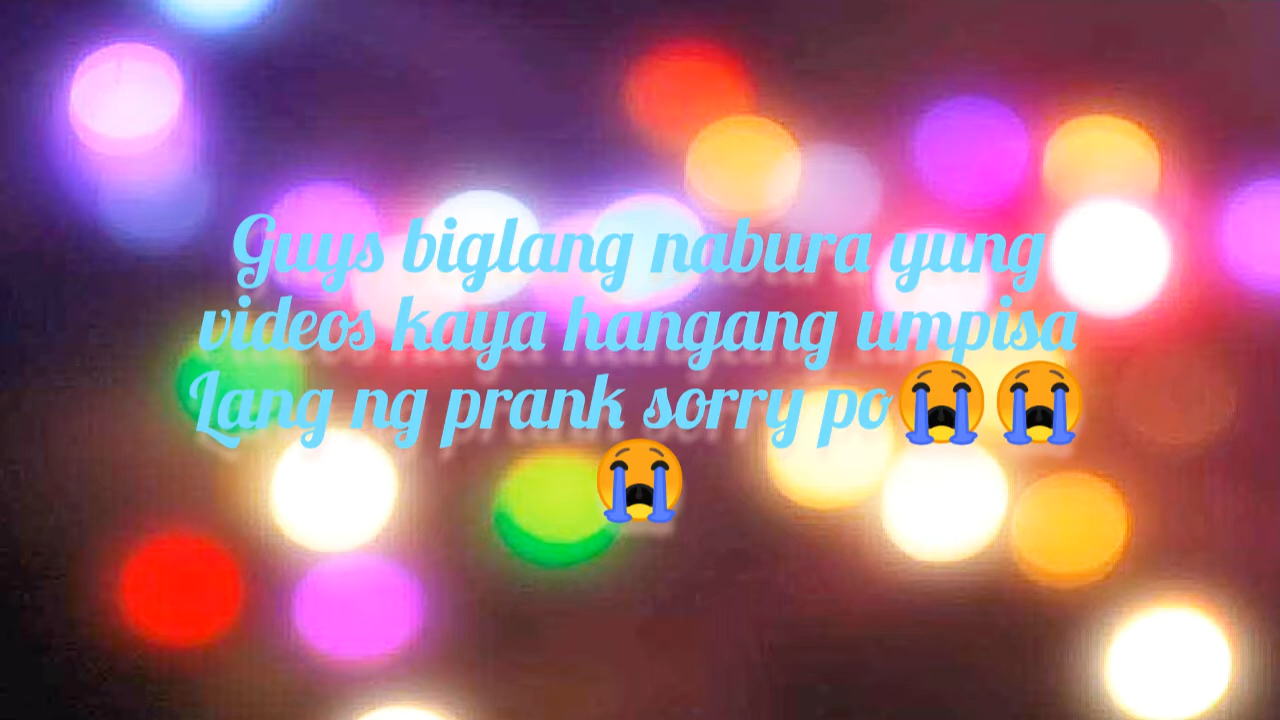 Guys biglang nabura yung
videos kaya hangang umpisa
Lang ng prank sorry po😭😭
😭